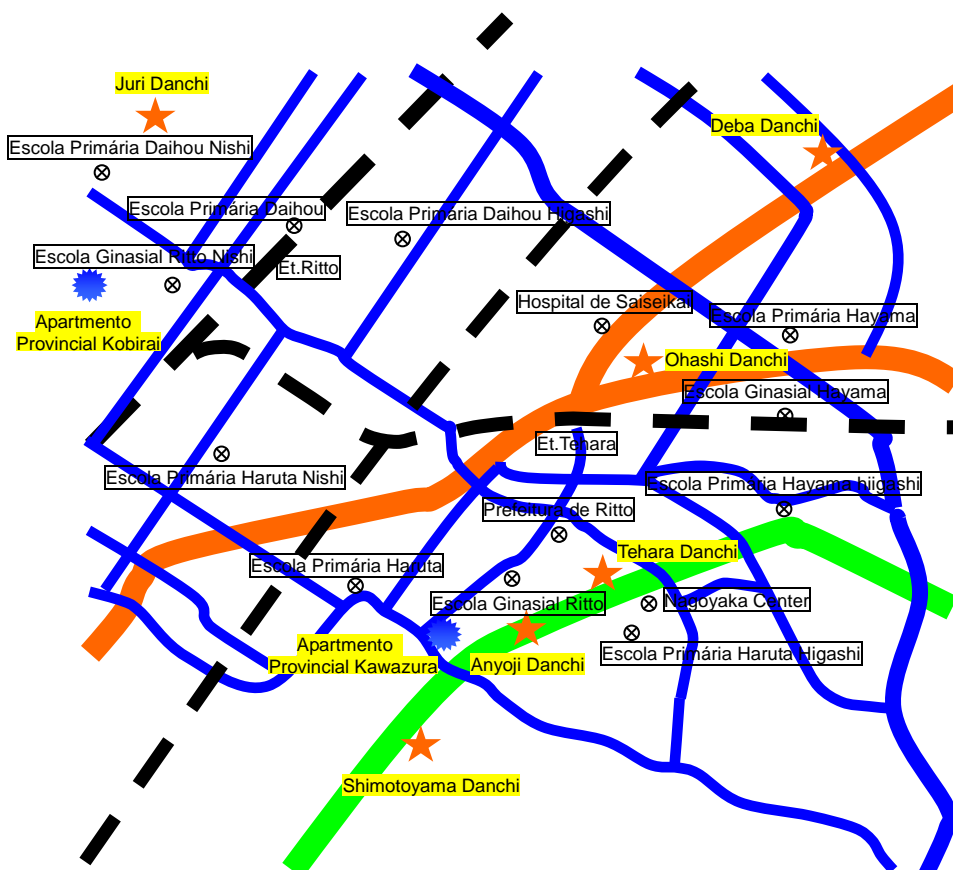 Juri Danchi
Deba Danchi
Escola Primária Daihou Nishi
Escola Primária Daihou
Escola Primária Daihou Higashi
Escola Ginasial Ritto Nishi
Et.Ritto
Hospital de Saiseikai
Escola Primária Hayama
Apartmento
Provincial Kobirai
Ohashi Danchi
Escola Ginasial Hayama
Et.Tehara
Escola Primária Haruta Nishi
Escola Primária Hayama hiigashi
Prefeitura de Ritto
Tehara Danchi
Escola Primária Haruta
Escola Ginasial Ritto
Nagoyaka Center
Apartmento
Provincial Kawazura
Anyoji Danchi
Escola Primária Haruta Higashi
Shimotoyama Danchi